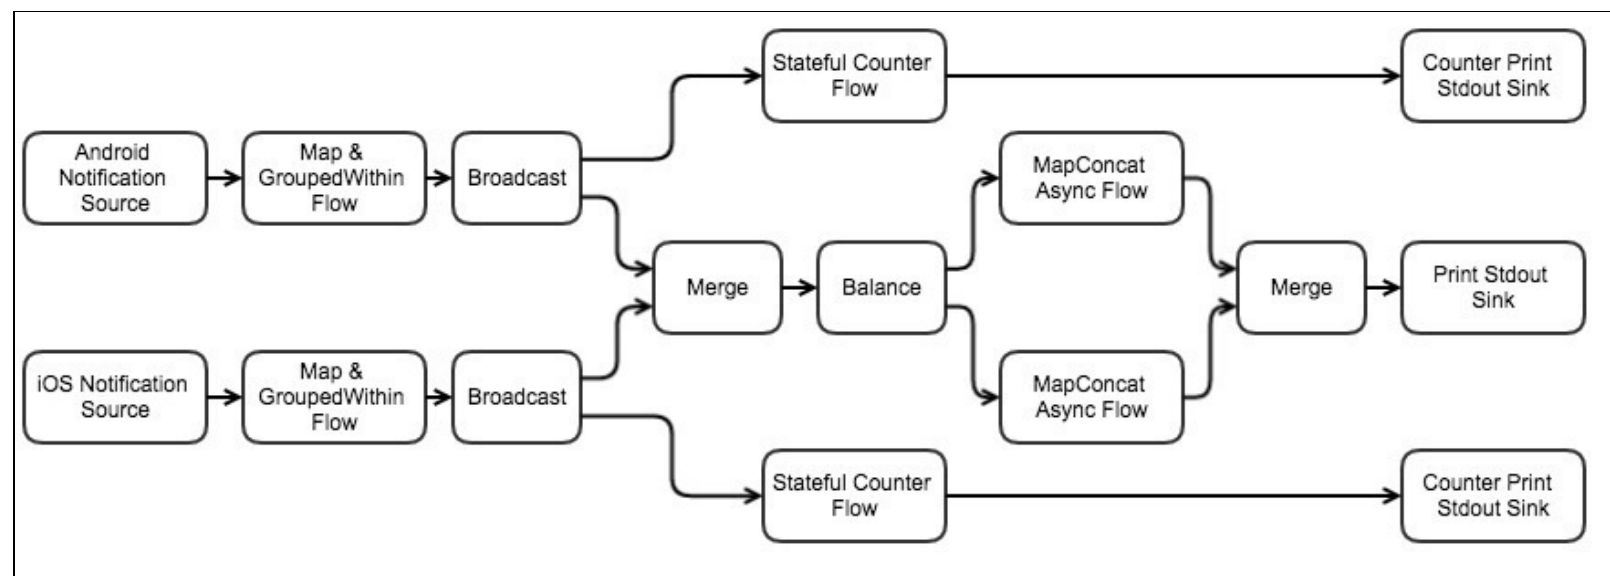 Stateful Counter
Flow
Counter Print
Stdout Sink
Android
Notification
Source
Map &
GroupedWithin
Flow
Broadcast
MapConcat
Async Flow
Merge
Balance
Merge
Print Stdout
Sink
iOS Notification
Source
Map &
GroupedWithin
Flow
Broadcast
MapConcat
Async Flow
Stateful Counter
Flow
Counter Print
Stdout Sink